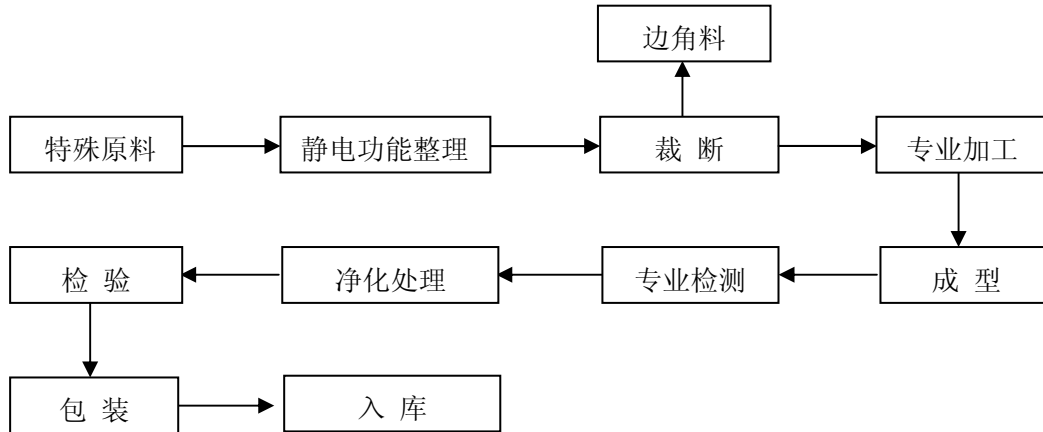 边角料
特殊原料
静电功能整理
裁 断
专业加工
成 型
专业检测
净化处理
检 验
包 装
入 库